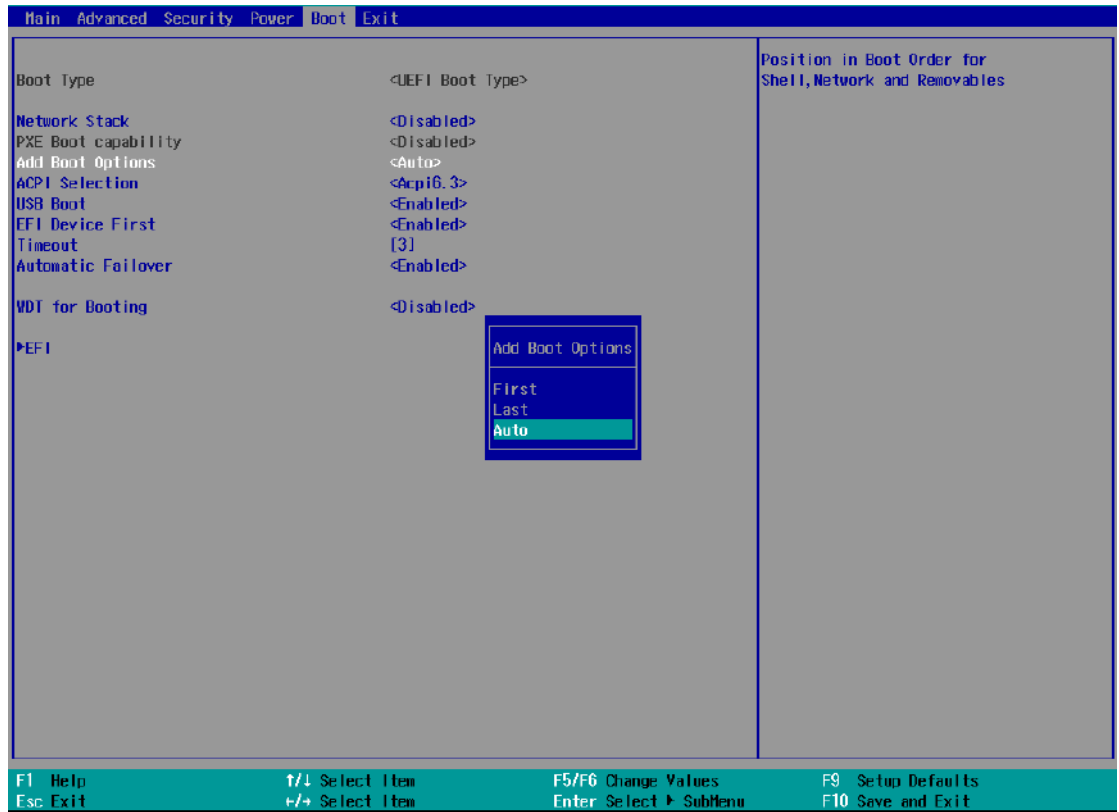 Main Advanced Security Power Boot Exit
Position in Boot Order for
Shell,Network and Removables
Boot Type <UEFI Boot Type>
Network Stack <Disabled>
PXE Boot capability <Disabled>
Add Boot Options <Auto>
ACPI Selection <Acpi6.3>
USB Boot <Enabled>
EFI Device First <Enabled>
Timeout [3]
Automatic Failover <Enabled>
WDT for Booting <Disabled>
▶EFI
Add Boot Options
First
Last
Auto
F1 Help ↑/↓ Select Item F5/F6 Change Values F9 Setup Defaults
Esc Exit ←/→ Select Item Enter Select ▶ SubMenu F10 Save and Exit